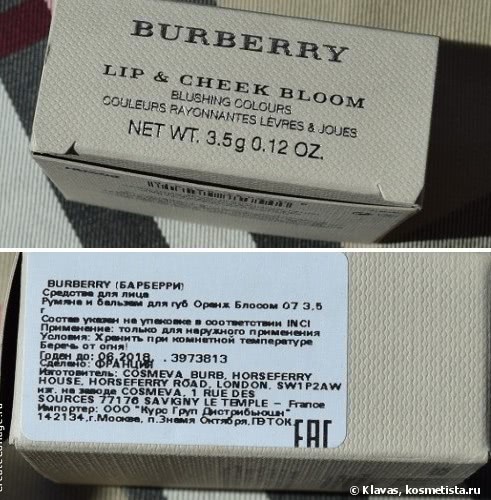 BURBERRY
LIP & CHEEK BLOOM
BLUSHING COLOURS
COULEURS RAYONNANTES LÈVRES & JOUES
NET WT. 3.5g 0.12 OZ.
BURBERRY (БАРБЕРРИ)
Средства для лица
Румяна и бальзам для губ Оранж Блосом 07 3,5
г
Состав указан на упаковке в соответствии INCI
Применение: только для наружного применения
Условия: Хранить при комнатной температуре
Беречь от огня!
Годен до: 06.2018 . 3973813
Сделано: ФРАНЦИЯ
Изготовитель: COSMEVA, BURB, HORSEFERRY
HOUSE, HORSEFERRY ROAD, LONDON, SW1P2AW
изг. на заводе COSMEVA, 1 RUE DES
SOURCES 77176 SAVIGNY LE TEMPLE – France
Импортер: ООО "Курс Груп Дистрибьюшн"
142134,г.Москва, п.Знамя Октября,ПВТОК
ЕАС
© Klavas, kosmetista.ru